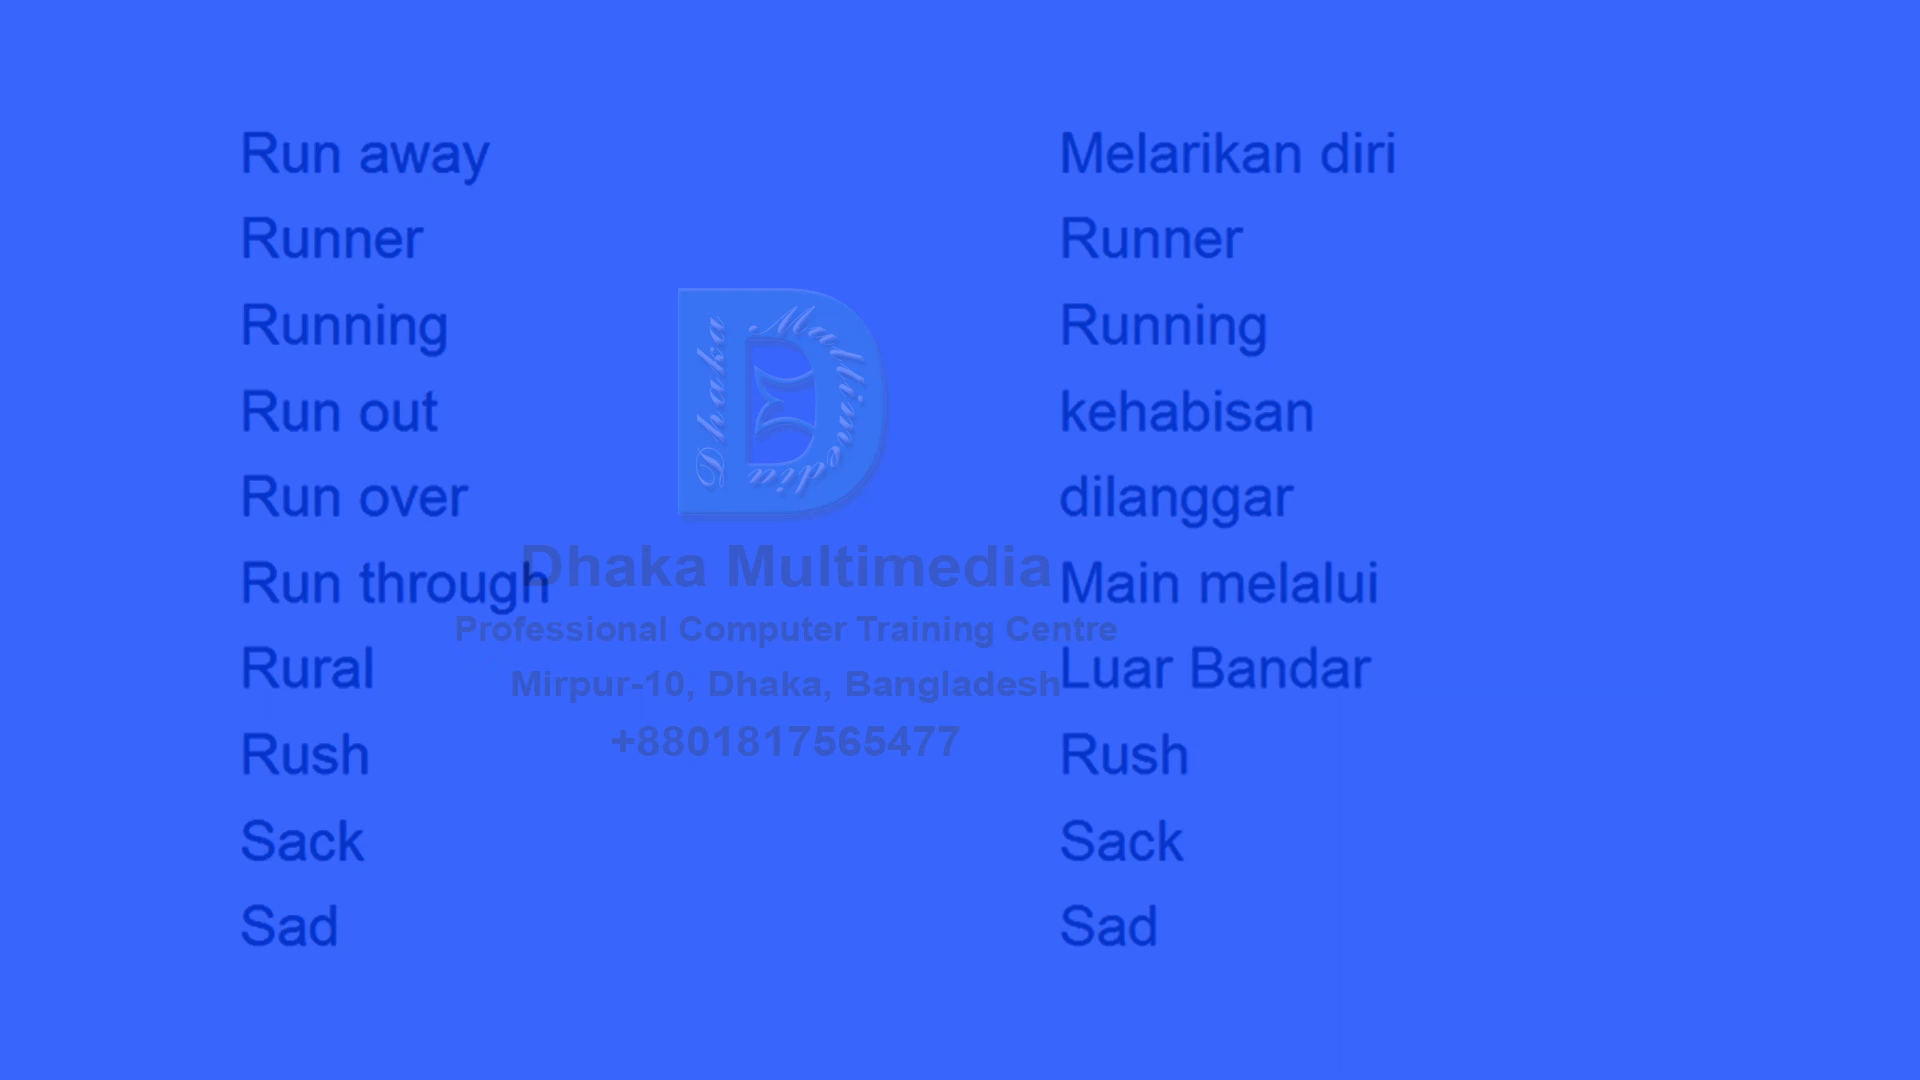 Run away Melarikan diri
Runner Runner
Running Running
Run out kehabisan
Run over dilanggar
Run through Main melalui
Rural Luar Bandar
Rush Rush
Sack Sack
Sad Sad
Dhaka Multimedia
Dhaka Multimedia
Professional Computer Training Centre
Mirpur-10, Dhaka, Bangladesh
+8801817565477